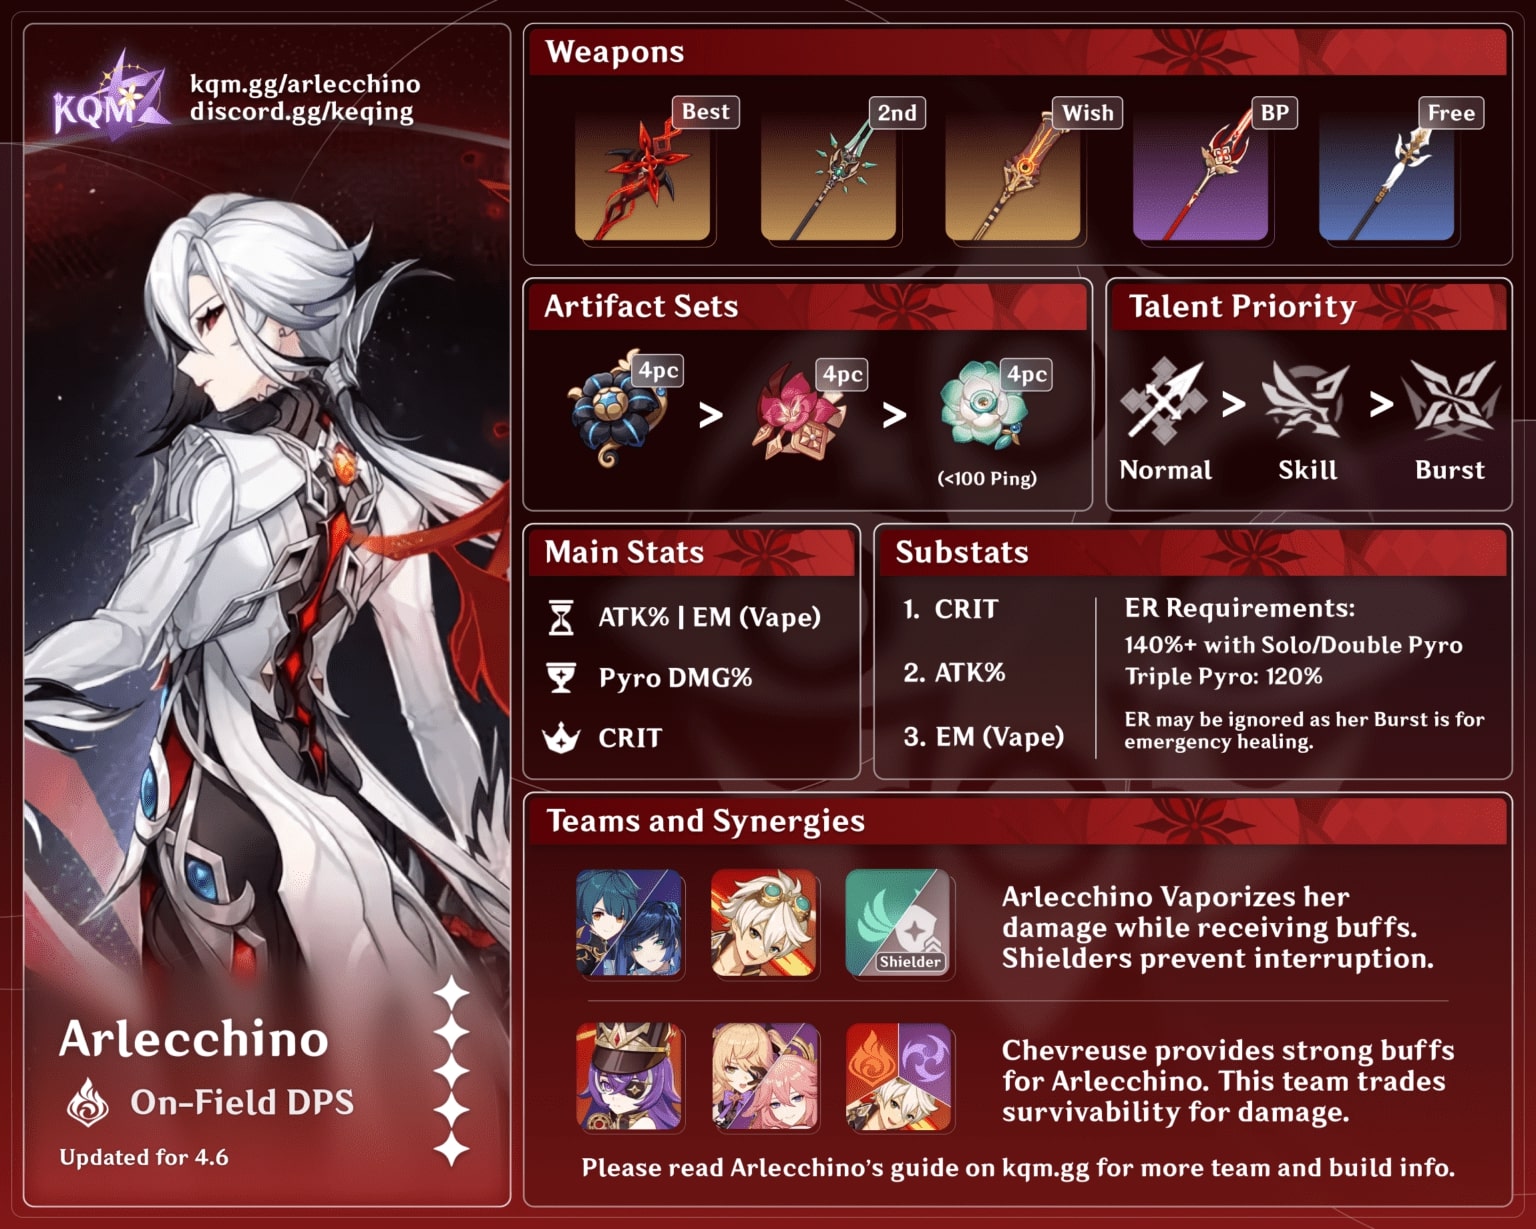 KQM
kqm.gg/arlecchino
discord.gg/keqing
Arlecchino
On-Field DPS
Updated for 4.6
Weapons
Best
2nd
Wish
BP
Free
Artifact Sets
4pc
>
4pc
>
4pc
(<100 Ping)
Talent Priority
>
>
Normal
Skill
Burst
Main Stats
ATK% | EM (Vape)
Pyro DMG%
CRIT
Substats
1. CRIT
2. ATK%
3. EM (Vape)
ER Requirements:
140%+ with Solo/Double Pyro
Triple Pyro: 120%
ER may be ignored as her Burst is for
emergency healing.
Teams and Synergies
Shielder
Arlecchino Vaporizes her
damage while receiving buffs.
Shielders prevent interruption.
Chevreuse provides strong buffs
for Arlecchino. This team trades
survivability for damage.
Please read Arlecchino's guide on kqm.gg for more team and build info.